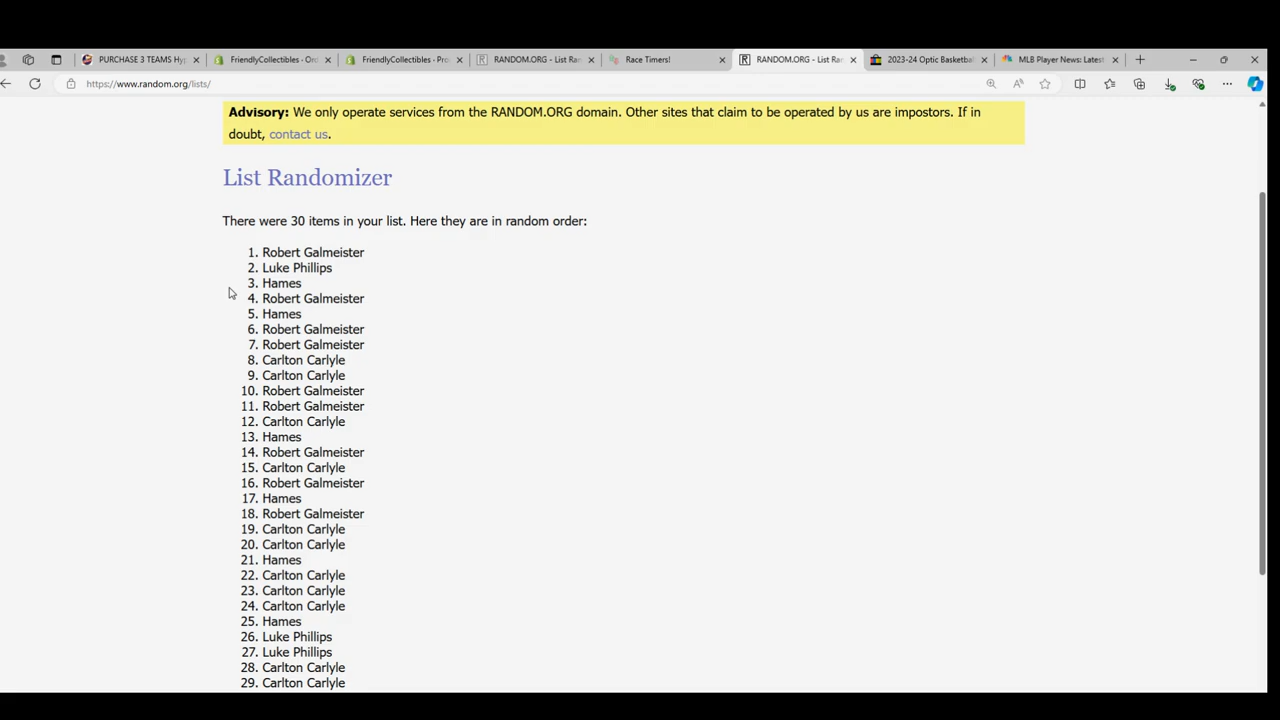 PURCHASE 3 TEAMS Hy
FriendlyCollectibles - Ord
FriendlyCollectibles - Pro
RANDOM.ORG - List Ran
Race Timers!
RANDOM.ORG - List Ran
2023-24 Optic Basketball
MLB Player News: Latest
https://www.random.org/lists/
Advisory: We only operate services from the RANDOM.ORG domain. Other sites that claim to be operated by us are impostors. If in
doubt, contact us.
List Randomizer
There were 30 items in your list. Here they are in random order:
1. Robert Galmeister
2. Luke Phillips
3. Hames
4. Robert Galmeister
5. Hames
6. Robert Galmeister
7. Robert Galmeister
8. Carlton Carlyle
9. Carlton Carlyle
10. Robert Galmeister
11. Robert Galmeister
12. Carlton Carlyle
13. Hames
14. Robert Galmeister
15. Carlton Carlyle
16. Robert Galmeister
17. Hames
18. Robert Galmeister
19. Carlton Carlyle
20. Carlton Carlyle
21. Hames
22. Carlton Carlyle
23. Carlton Carlyle
24. Carlton Carlyle
25. Hames
26. Luke Phillips
27. Luke Phillips
28. Carlton Carlyle
29. Carlton Carlyle